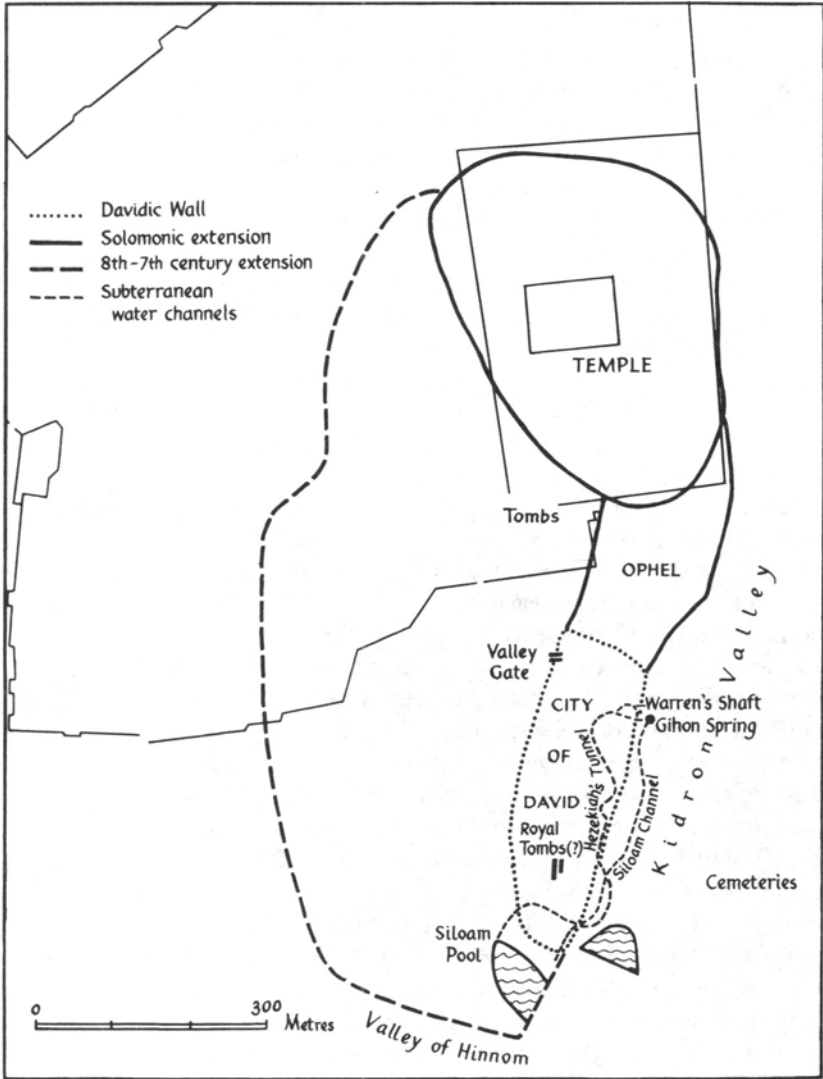 Davidic Wall
Solomonic extension
8th-7th century extension
Subterranean
water channels
TEMPLE
Tombs
OPHEL
Valley
Gate
CITY
OF
DAVID
Royal
Tombs(?)
Hezekiah's Tunnel
Warren's Shaft
Gihon Spring
Siloam Channel
Kidron Valley
Cemeteries
Siloam
Pool
0 300 Metres
Valley of Hinnom